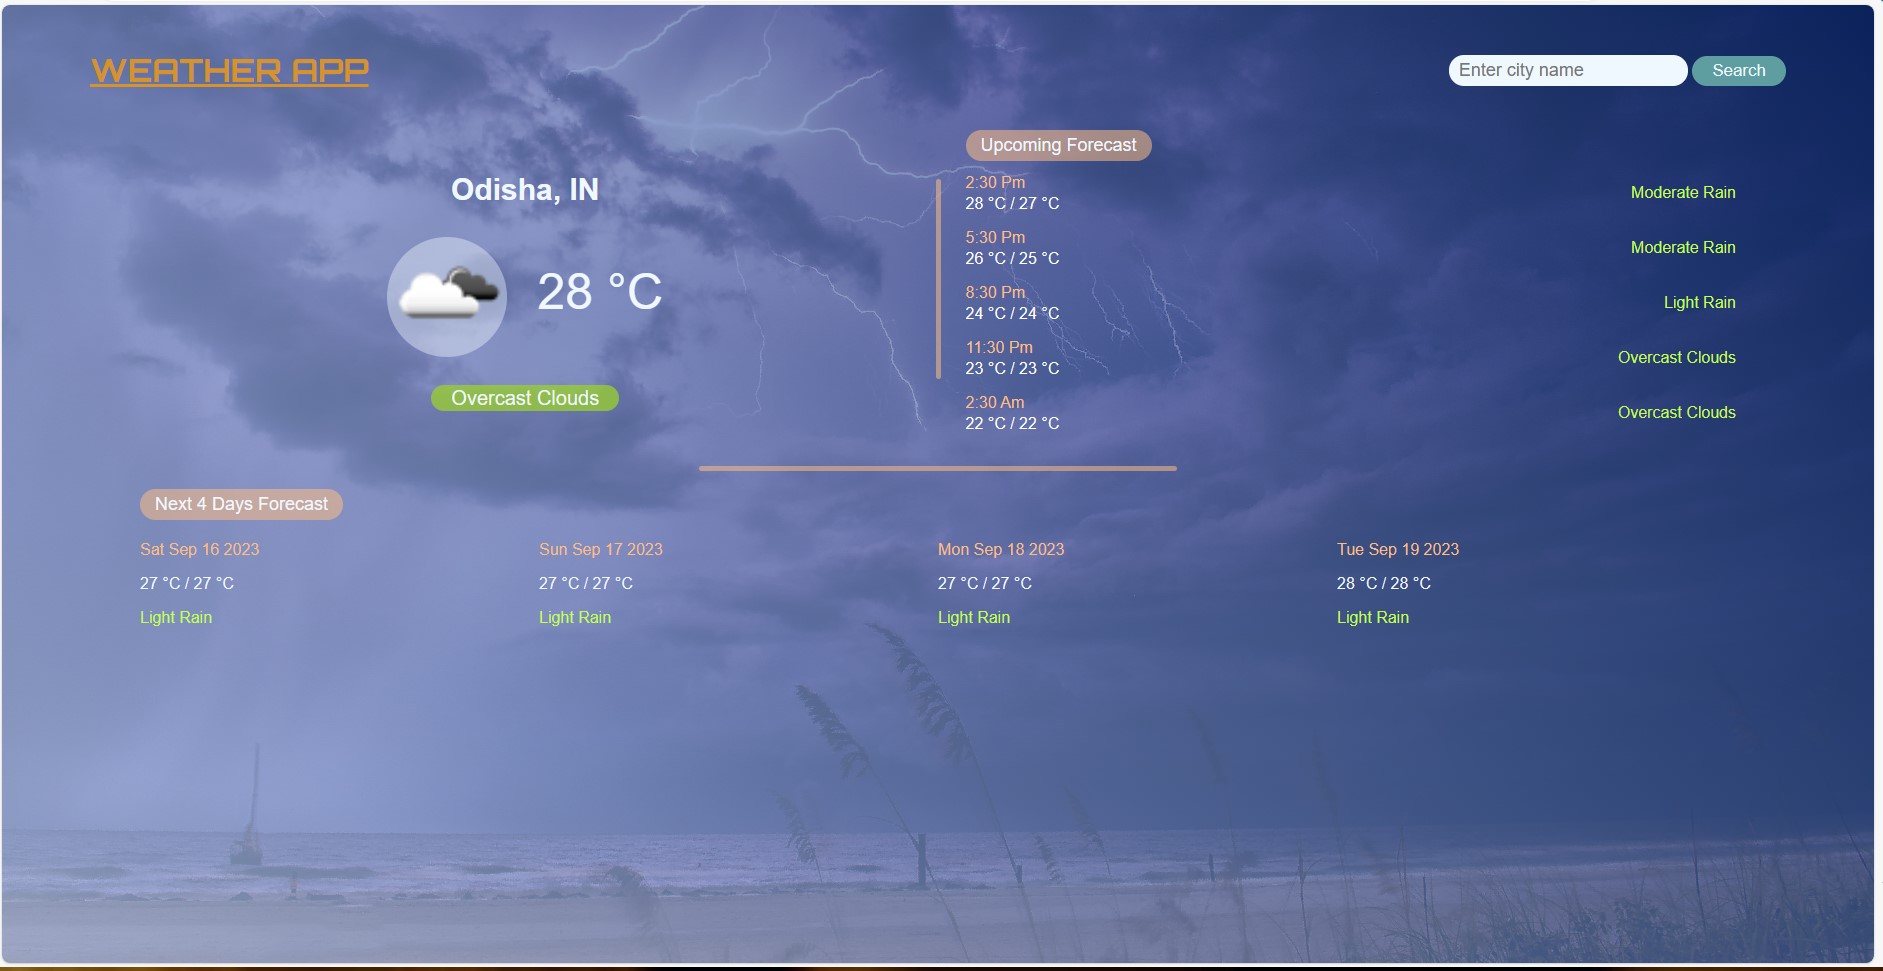 WEATHER APP
Enter city name
Search
Odisha, IN
28 °C
Overcast Clouds
Upcoming Forecast
2:30 Pm
28 °C / 27 °C
Moderate Rain
5:30 Pm
26 °C / 25 °C
Moderate Rain
8:30 Pm
24 °C / 24 °C
Light Rain
11:30 Pm
23 °C / 23 °C
Overcast Clouds
2:30 Am
22 °C / 22 °C
Overcast Clouds
Next 4 Days Forecast
Sat Sep 16 2023
27 °C / 27 °C
Light Rain
Sun Sep 17 2023
27 °C / 27 °C
Light Rain
Mon Sep 18 2023
27 °C / 27 °C
Light Rain
Tue Sep 19 2023
28 °C / 28 °C
Light Rain